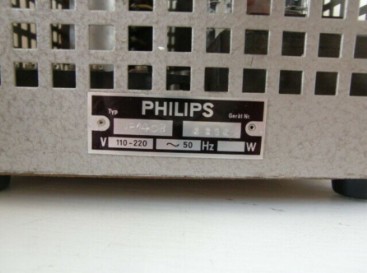 Typ PHILIPS Gerät Nr.
V 110-220 ~ 50 Hz W